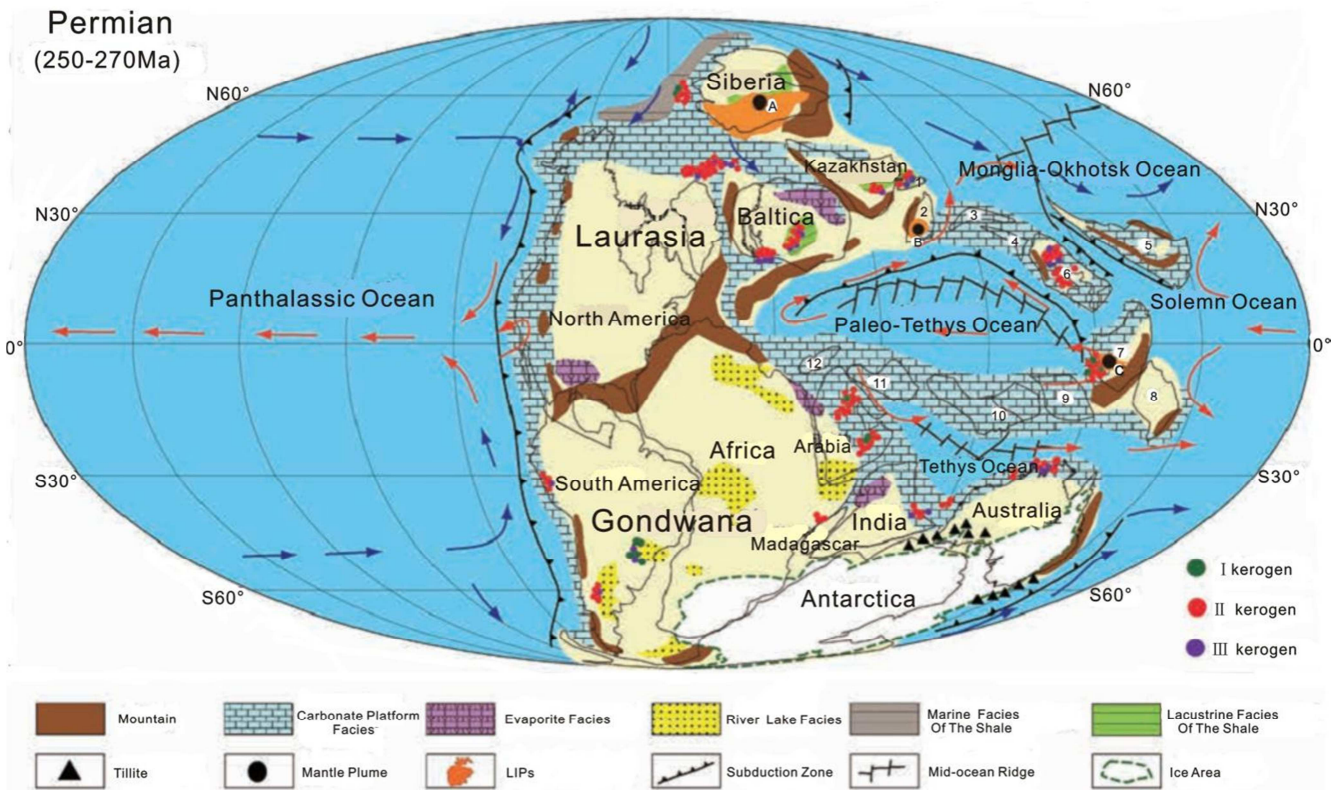 Permian
(250-270Ma)
Siberia
A
N60°
N60°
Kazakhstan
1
Monglia-Okhotsk Ocean
N30°
N30°
Baltica
2
3
B
4
5
Laurasia
6
Panthalassic Ocean
Solemn Ocean
North America
Paleo-Tethys Ocean
0°
0°
7
C
12
11
8
9
10
Africa
Arabia
Tethys Ocean
S30°
S30°
South America
Gondwana
India
Australia
Madagascar
I kerogen
S60°
S60°
Antarctica
II kerogen
III kerogen
Mountain
Carbonate Platform
Facies
Evaporite Facies
River Lake Facies
Marine Facies
Of The Shale
Lacustrine Facies
Of The Shale
Tillite
Mantle Plume
LIPs
Subduction Zone
Mid-ocean Ridge
Ice Area